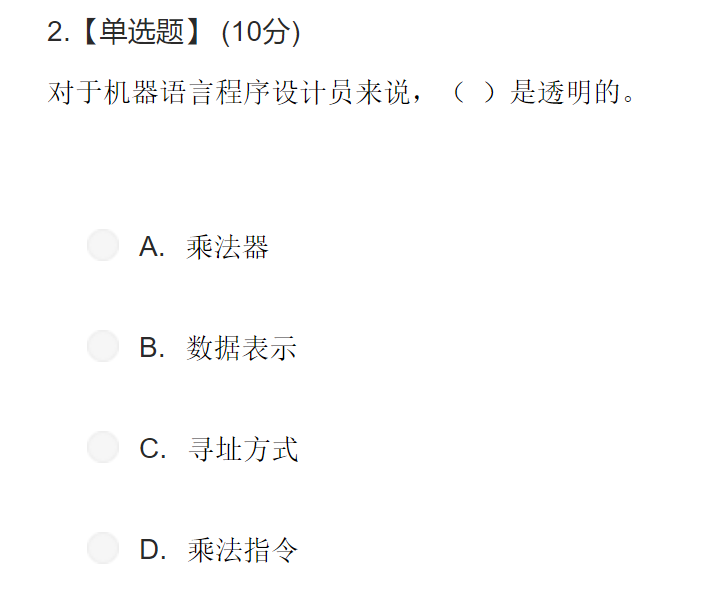 2.【单选题】 (10分)
对于机器语言程序设计员来说，（ ）是透明的。
A. 乘法器
B. 数据表示
C. 寻址方式
D. 乘法指令